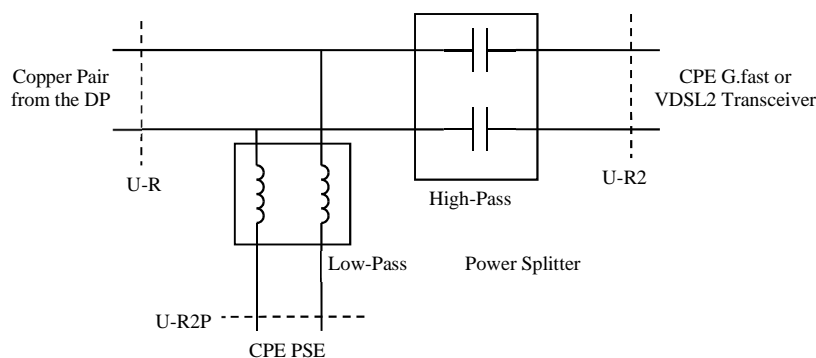 Copper Pair
from the DP
CPE G.fast or
VDSL2 Transceiver
U-R
U-R2
High-Pass
Low-Pass
Power Splitter
U-R2P
CPE PSE